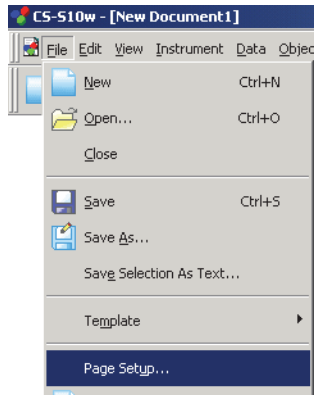 CS-S10w - [New Document1]
File Edit View Instrument Data Objec
New Ctrl+N
Open... Ctrl+O
Close
Save Ctrl+S
Save As...
Save Selection As Text...
Template
Page Setup...